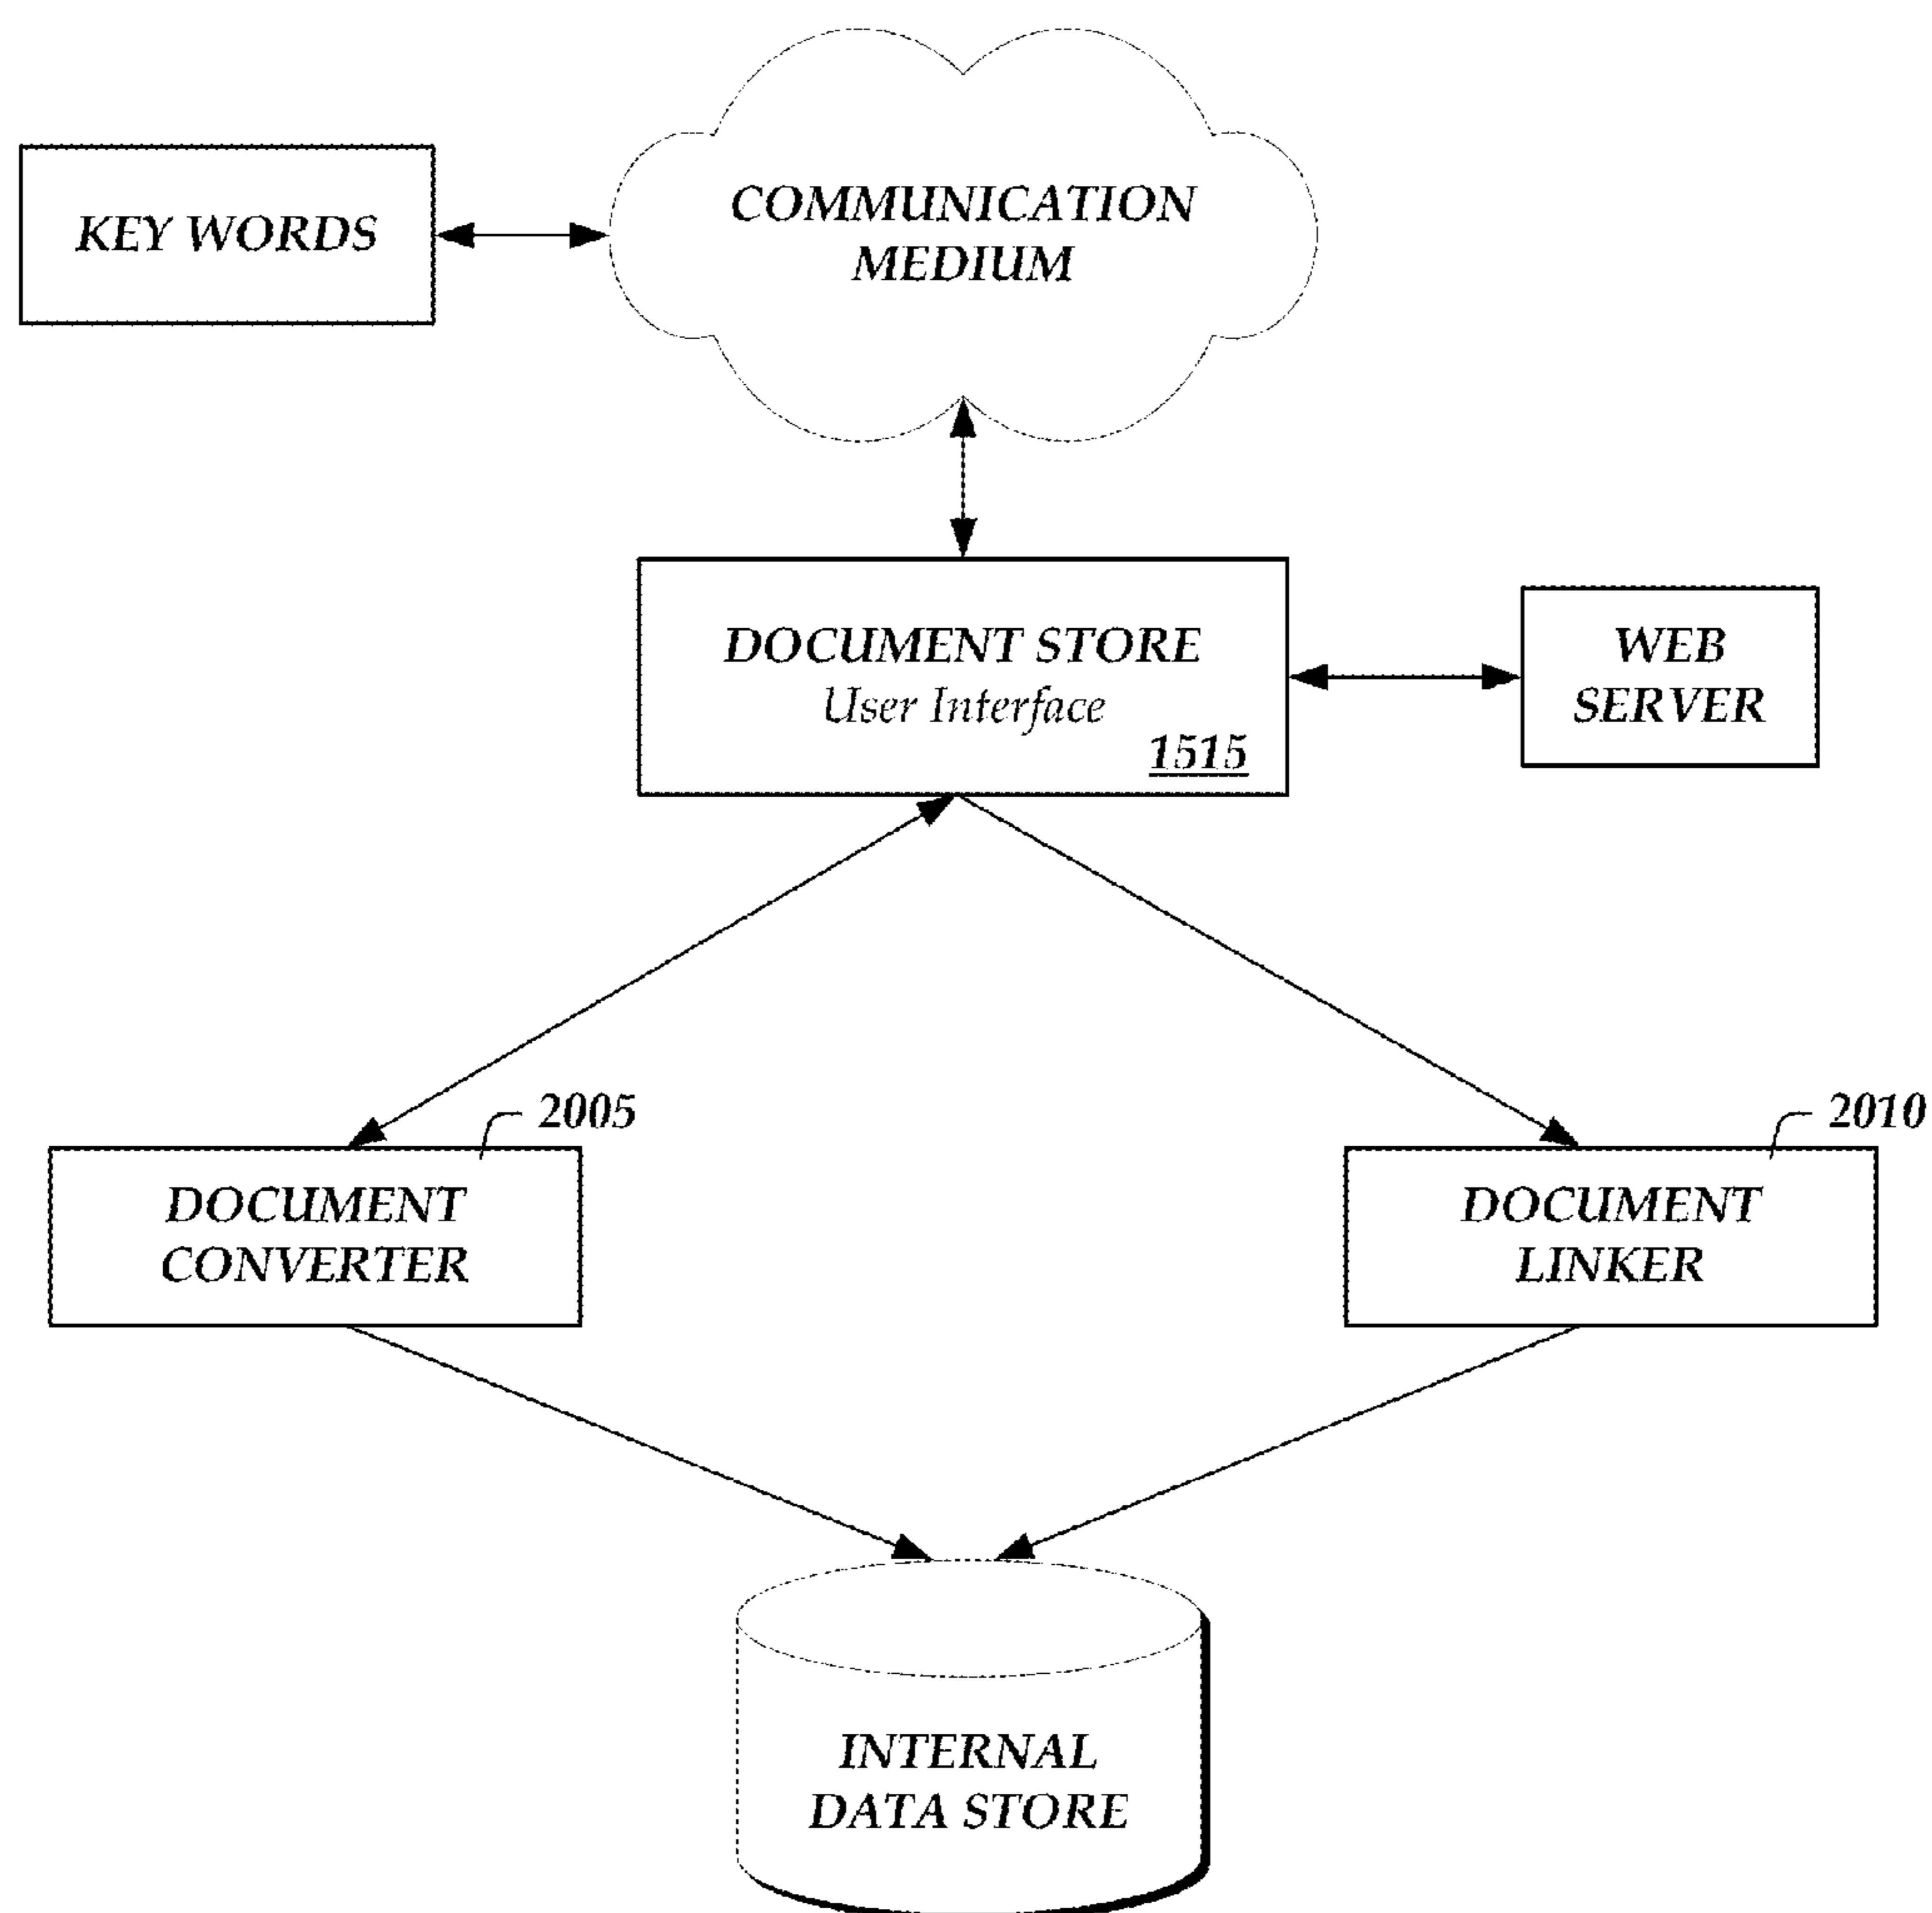 KEY WORDS
COMMUNICATION
MEDIUM
DOCUMENT STORE
User Interface
1515
WEB
SERVER
2005
DOCUMENT
CONVERTER
2010
DOCUMENT
LINKER
INTERNAL
DATA STORE